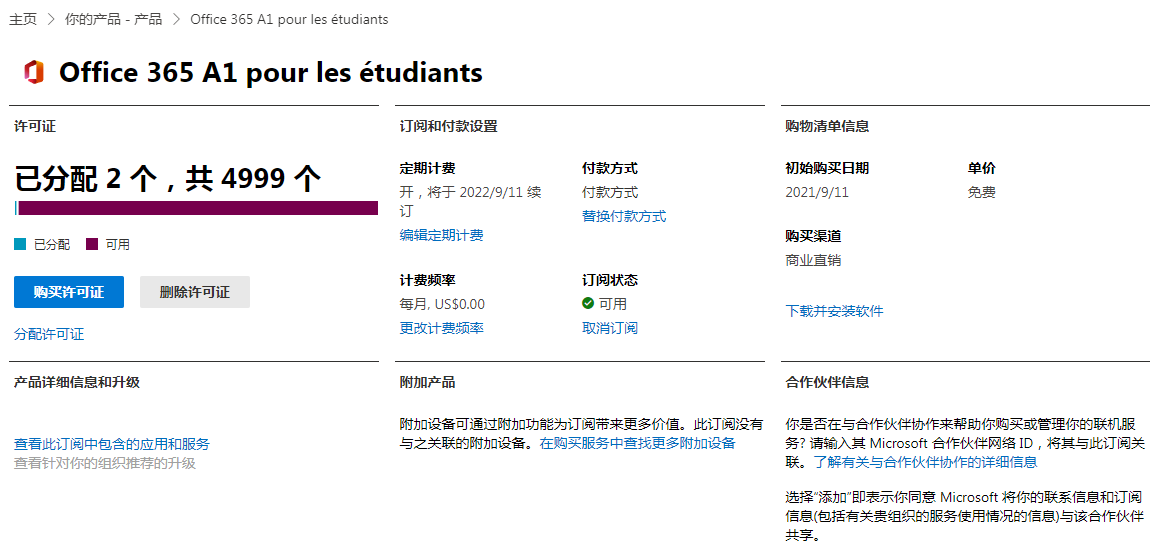 主页 > 你的产品 - 产品 > Office 365 A1 pour les étudiants
Office 365 A1 pour les étudiants
许可证
已分配 2 个，共 4999 个
已分配 可用
购买许可证 删除许可证
分配许可证
订阅和付款设置
定期计费
开，将于 2022/9/11 续
订
编辑定期计费
付款方式
付款方式
替换付款方式
计费频率
每月, US$0.00
更改计费频率
订阅状态
可用
取消订阅
购物清单信息
初始购买日期
2021/9/11
单价
免费
购买渠道
商业直销
下载并安装软件
产品详细信息和升级
查看此订阅中包含的应用和服务
查看针对你的组织推荐的升级
附加产品
附加设备可通过附加功能为订阅带来更多价值。此订阅没有
与之关联的附加设备。在购买服务中查找更多附加设备
合作伙伴信息
你是否在与合作伙伴协作来帮助你购买或管理你的联机服
务? 请输入其 Microsoft 合作伙伴网络 ID，将其与此订阅关
联。了解有关与合作伙伴协作的详细信息
选择“添加”即表示你同意 Microsoft 将你的联系信息和订阅
信息(包括有关贵组织的服务使用情况的信息)与该合作伙伴
共享。